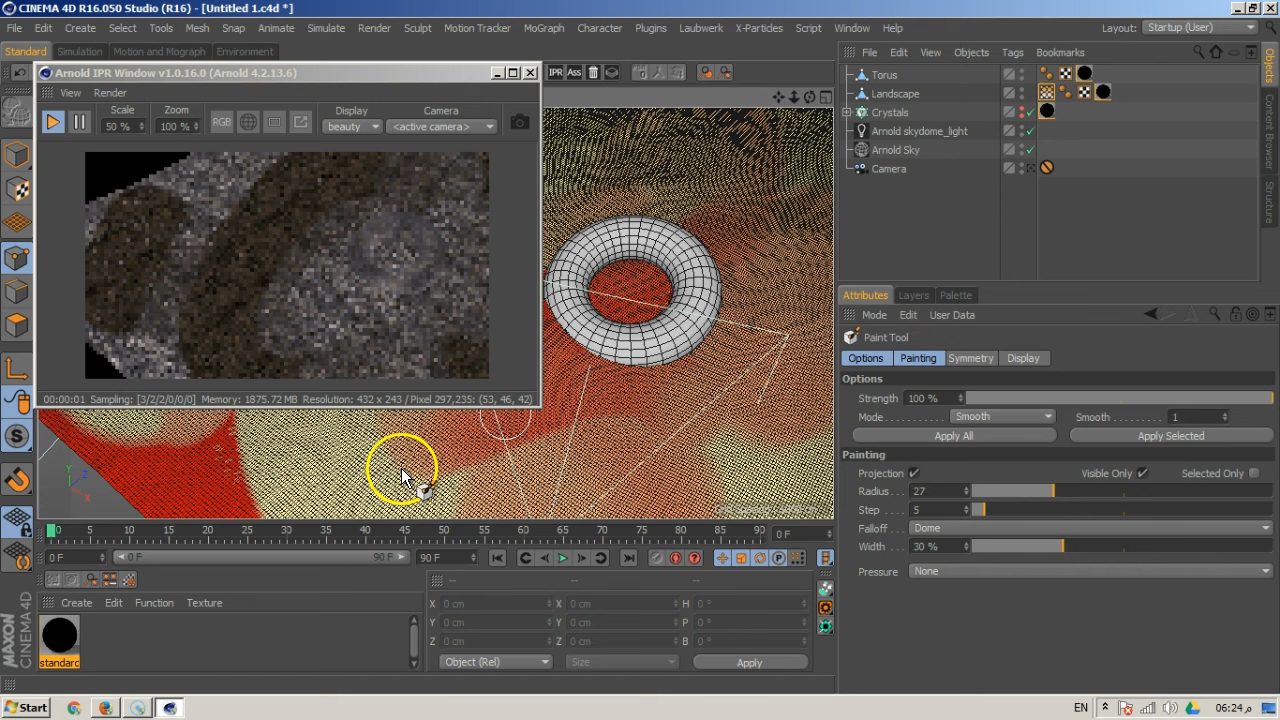 CINEMA 4D R16.050 Studio (R16) - [Untitled 1.c4d *]
File Edit Create Select Tools Mesh Snap Animate Simulate Render Sculpt Motion Tracker MoGraph Character Plugins Laubwerk X-Particles Script Window Help Layout: Startup (User)
Standard Simulation Motion and Mograph Environment
File Edit View Objects Tags Bookmarks
Arnold IPR Window v1.0.16.0 (Arnold 4.2.13.6)
IPR Ass
View Render
Scale Zoom Display Camera
50 % 100 % RGB beauty <active camera>
Torus
Landscape
Crystals
Arnold skydome_light
Arnold Sky
Camera
Objects
Content Browser
Structure
Attributes Layers Palette
Mode Edit User Data
Paint Tool
Options Painting Symmetry Display
Options
Strength 100 %
Mode Smooth Smooth 1
Apply All Apply Selected
Painting
Projection Visible Only Selected Only
Radius 27
Step 5
Falloff Dome
Width 30 %
Pressure None
00:00:01 Sampling: [3/2/2/0/0/0] Memory: 1875.72 MB Resolution: 432 x 243 / Pixel 297,235: (53, 46, 42)
Y Z X
0 5 10 15 20 25 30 35 40 45 50 55 60 65 70 75 80 85 90 0 F
0 F 0 F 90 F 90 F
Create Edit Function Texture
standarc
-- -- --
X 0 cm X 0 cm H 0 °
Y 0 cm Y 0 cm P 0 °
Z 0 cm Z 0 cm B 0 °
Object (Rel) Size Apply
MAXON CINEMA 4D
Start EN 06:24 م